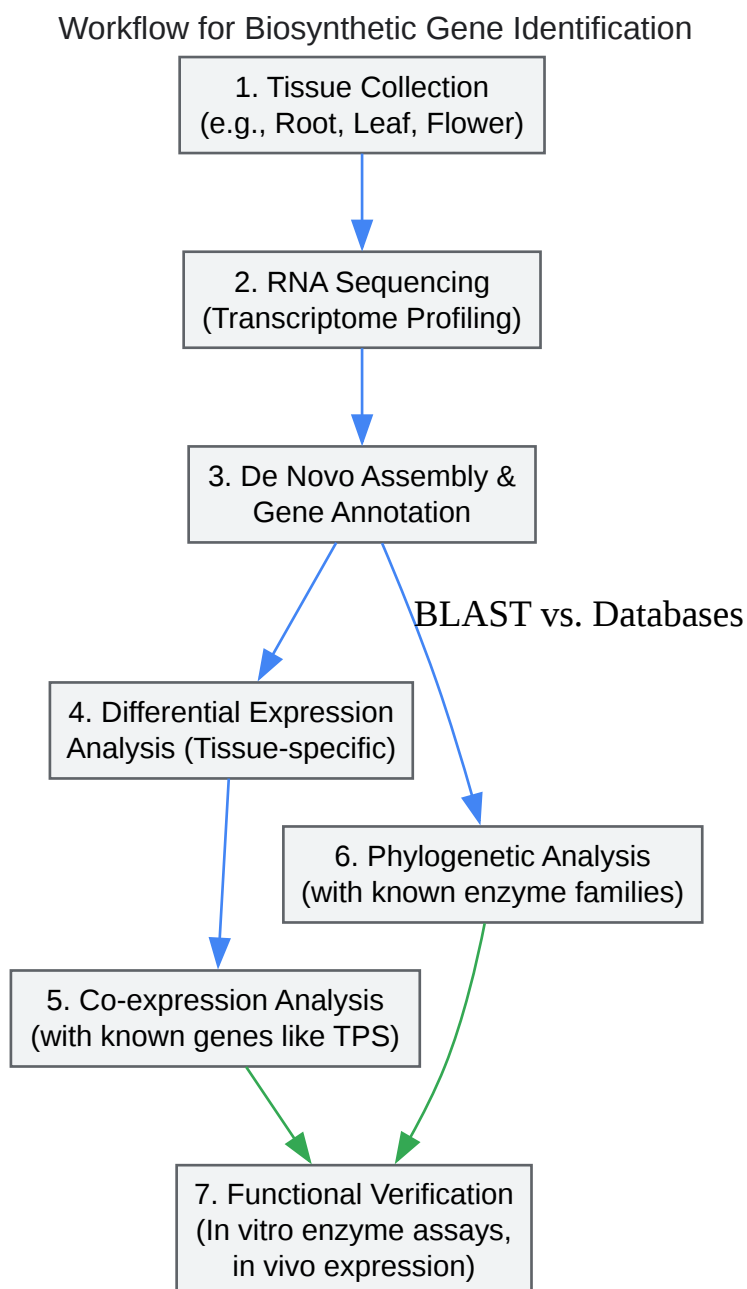 Workflow for Biosynthetic Gene Identification
1. Tissue Collection
(e.g., Root, Leaf, Flower)
2. RNA Sequencing
(Transcriptome Profiling)
3. De Novo Assembly &
Gene Annotation
BLAST vs. Databases
4. Differential Expression
Analysis (Tissue-specific)
6. Phylogenetic Analysis
(with known enzyme families)
5. Co-expression Analysis
(with known genes like TPS)
7. Functional Verification
(In vitro enzyme assays,
in vivo expression)